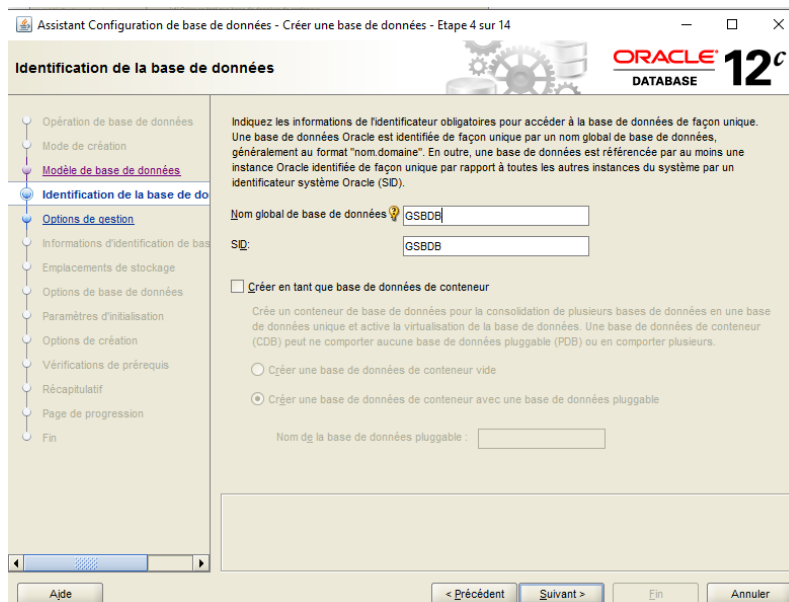 Assistant Configuration de base de données - Créer une base de données - Etape 4 sur 14
Identification de la base de données
ORACLE
DATABASE
12c
Opération de base de données
Mode de création
Modèle de base de données
Identification de la base de do
Options de gestion
Informations d'identification de bas
Emplacements de stockage
Options de base de données
Paramètres d'initialisation
Options de création
Vérifications de prérequis
Récapitulatif
Page de progression
Fin
Indiquez les informations de l'identificateur obligatoires pour accéder à la base de données de façon unique.
Une base de données Oracle est identifiée de façon unique par un nom global de base de données,
généralement au format "nom.domaine". En outre, une base de données est référencée par au moins une
instance Oracle identifiée de façon unique par rapport à toutes les autres instances du système par un
identificateur système Oracle (SID).
Nom global de base de données GSBDB
SID: GSBDB
Créer en tant que base de données de conteneur
Crée un conteneur de base de données pour la consolidation de plusieurs bases de données en une base
de données unique et active la virtualisation de la base de données. Une base de données de conteneur
(CDB) peut ne comporter aucune base de données pluggable (PDB) ou en comporter plusieurs.
Créer une base de données de conteneur vide
Créer une base de données de conteneur avec une base de données pluggable
Nom de la base de données pluggable :
Aide
< Précédent
Suivant >
Fin
Annuler